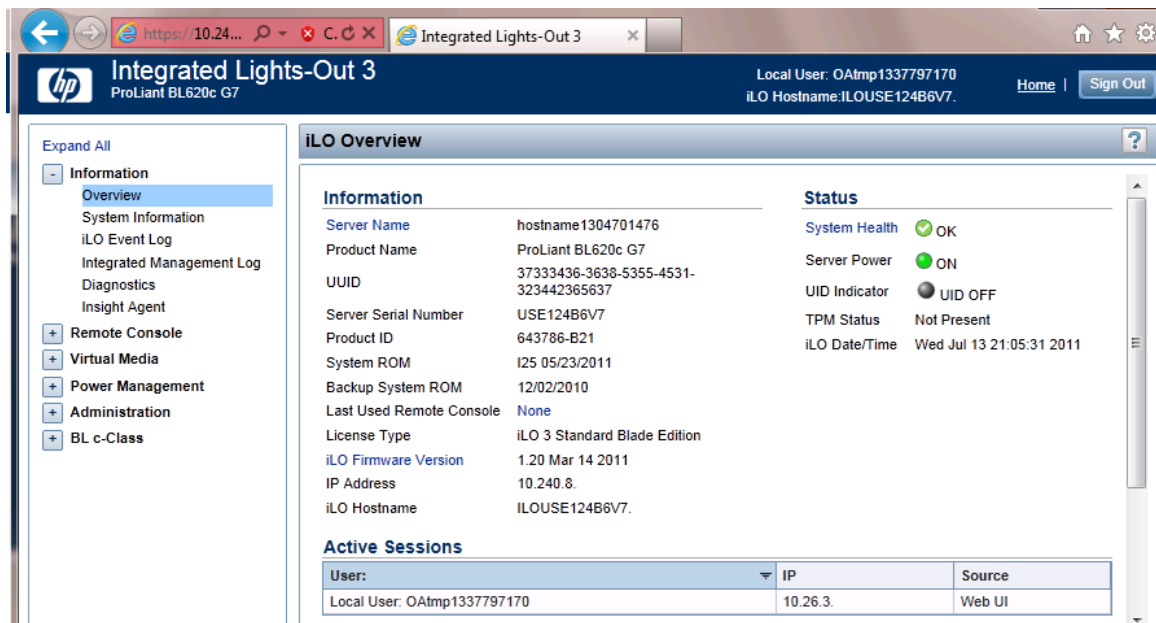 https://10.24...
C.
Integrated Lights-Out 3
hp
Integrated Lights-Out 3
ProLiant BL620c G7
Local User: OAtmp1337797170
iLO Hostname:ILOUSE124B6V7.
Home |
Sign Out
Expand All
Information
Overview
System Information
iLO Event Log
Integrated Management Log
Diagnostics
Insight Agent
Remote Console
Virtual Media
Power Management
Administration
BL c-Class
iLO Overview
?
Information
Server Name hostname1304701476
Product Name ProLiant BL620c G7
UUID 37333436-3638-5355-4531-
323442365637
Server Serial Number USE124B6V7
Product ID 643786-B21
System ROM I25 05/23/2011
Backup System ROM 12/02/2010
Last Used Remote Console None
License Type iLO 3 Standard Blade Edition
iLO Firmware Version 1.20 Mar 14 2011
IP Address 10.240.8.
iLO Hostname ILOUSE124B6V7.
Status
System Health OK
Server Power ON
UID Indicator UID OFF
TPM Status Not Present
iLO Date/Time Wed Jul 13 21:05:31 2011
Active Sessions
User: IP Source
Local User: OAtmp1337797170 10.26.3. Web UI